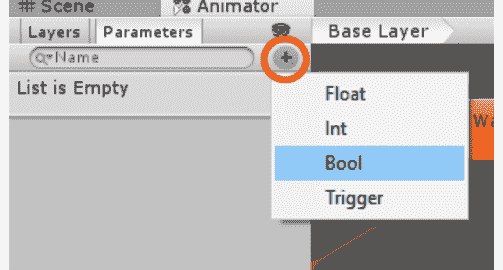 Scene Animator
Layers Parameters Base Layer
Name
List is Empty
Float
Int
Bool
Trigger